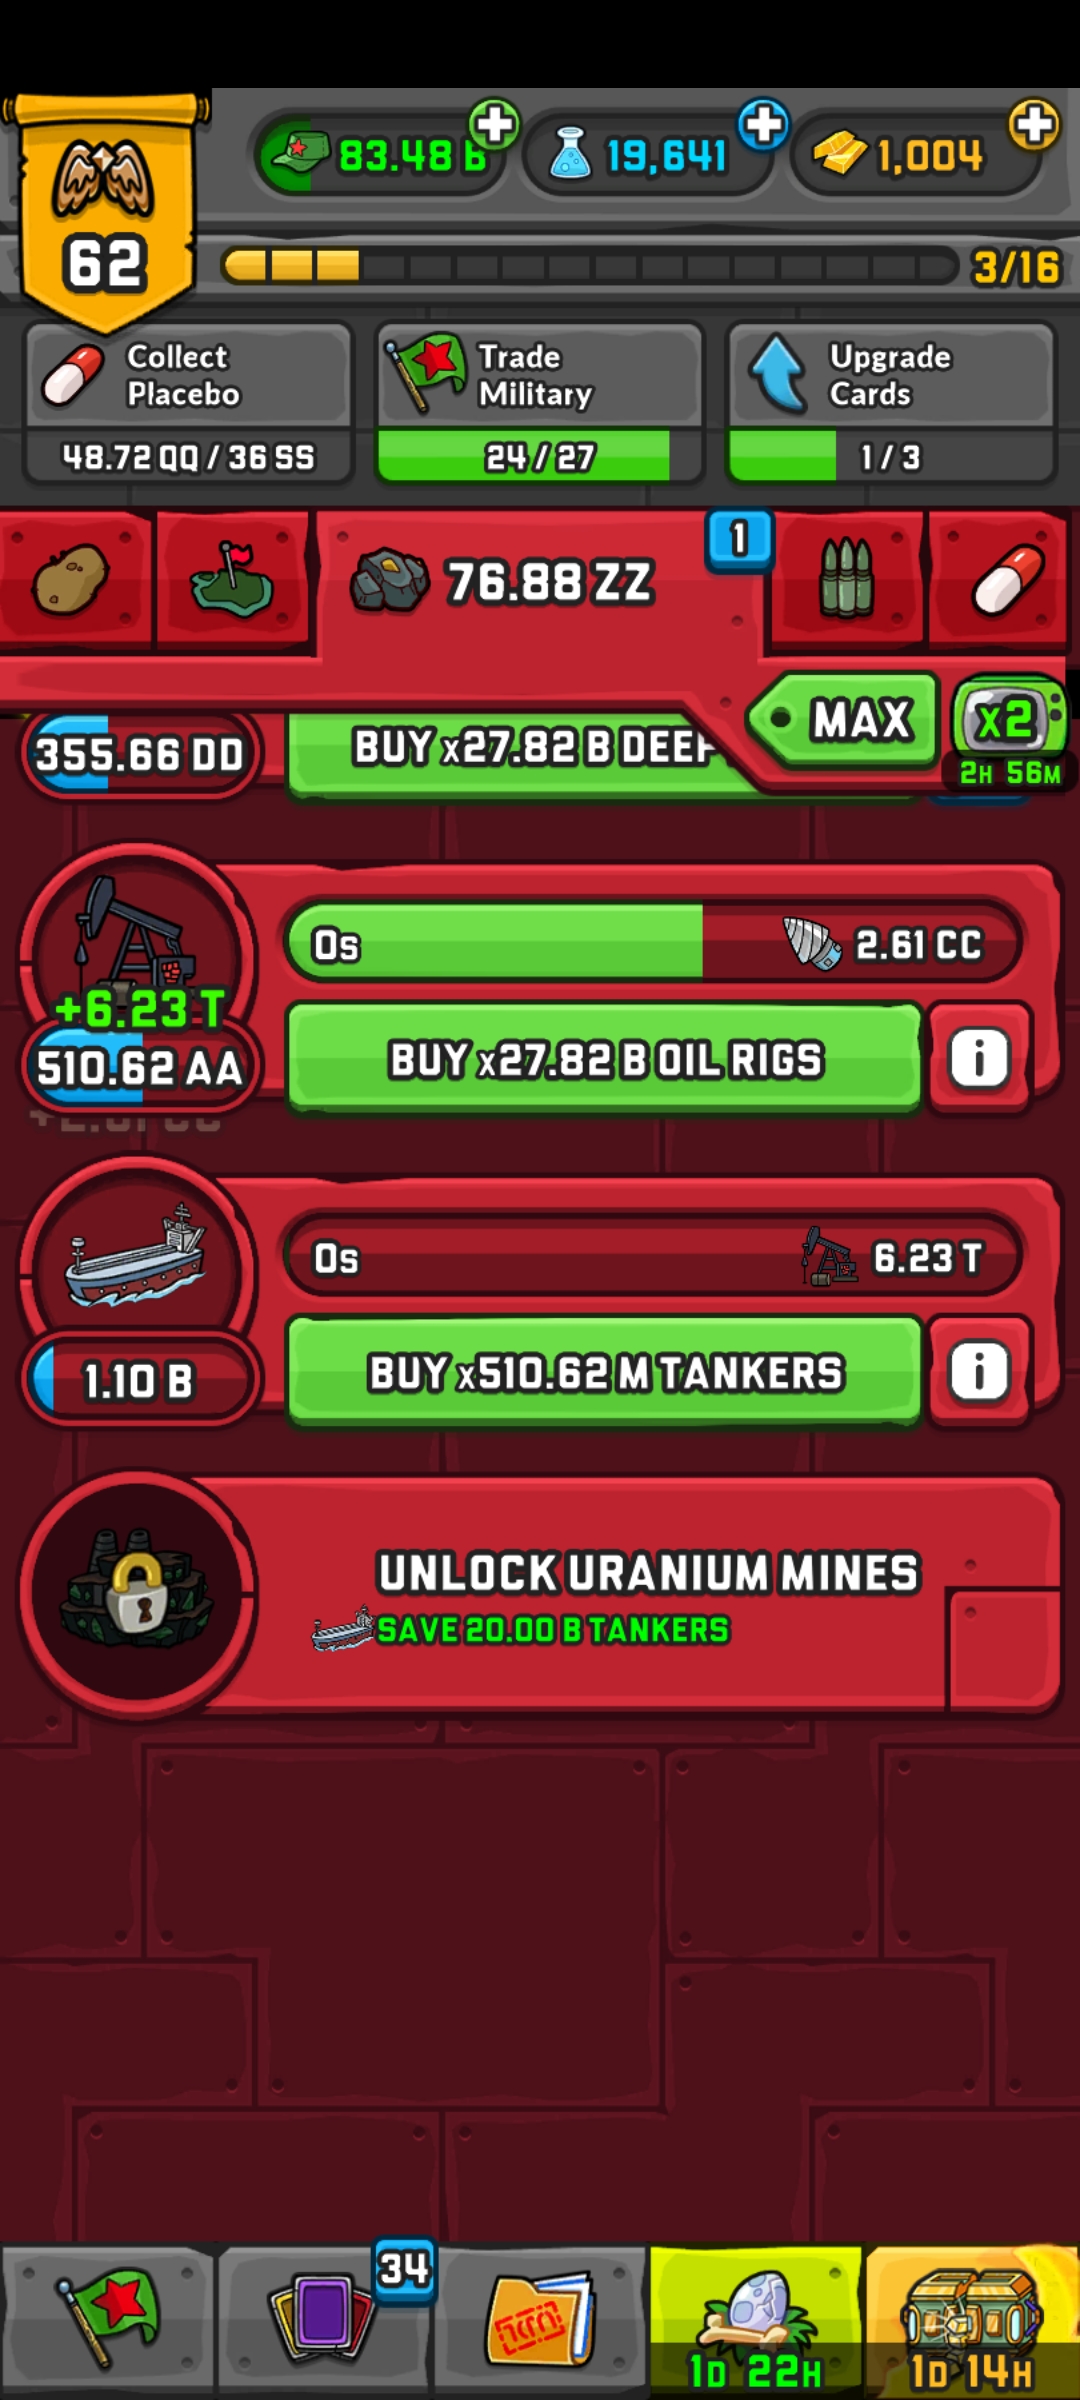 83.48 B
19,641
1,004
62
3/16
Collect
Placebo
48.72 QQ / 36 SS
Trade
Military
24 / 27
Upgrade
Cards
1 / 3
76.88 ZZ
1
MAX
x2
2H 56M
355.66 DD
BUY x27.82 B DEEP
0s
2.61 CC
+6.23 T
510.62 AA
BUY x27.82 B OIL RIGS
i
+2.61 CC
0s
6.23 T
1.10 B
BUY x510.62 M TANKERS
i
UNLOCK URANIUM MINES
SAVE 20.00 B TANKERS
34
1D 22H
1D 14H